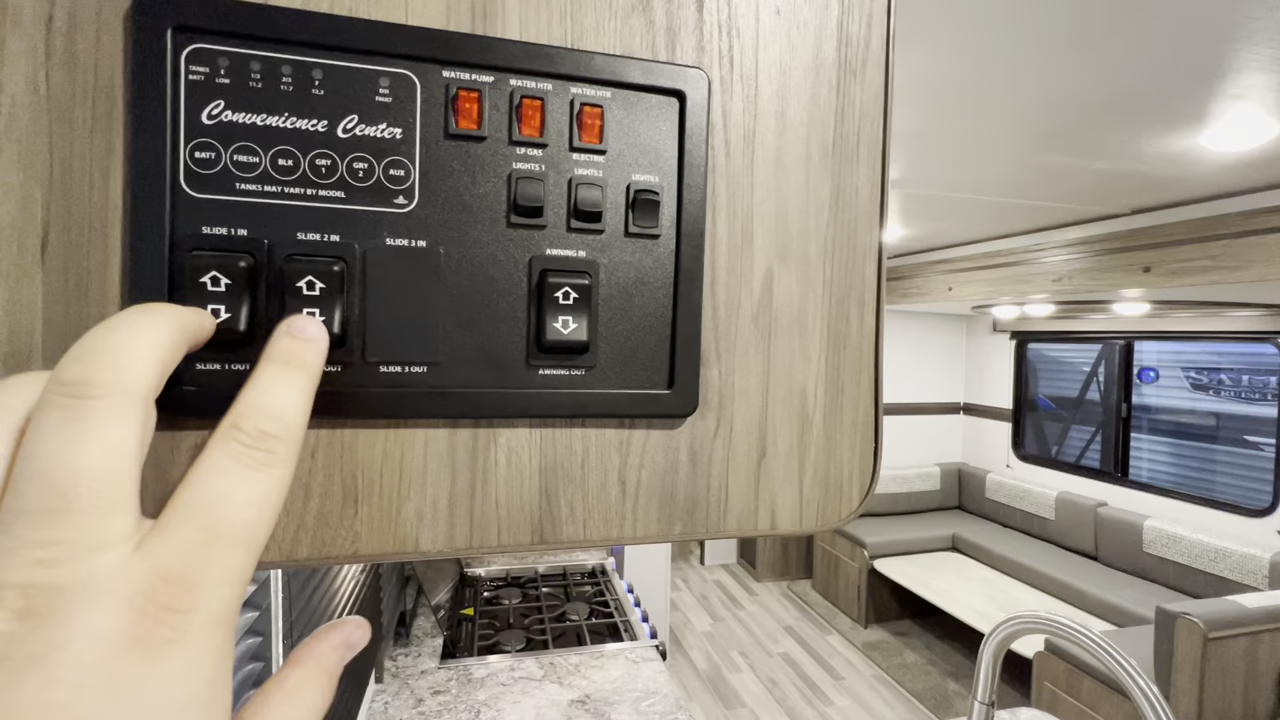 TANKS E 1/3 2/3 F
BATT LOW 11.2 11.7 12.2
DSI
FAULT
Convenience Center
BATT FRESH BLK GRY 1 GRY 2 AUX
TANKS MAY VARY BY MODEL
WATER PUMP
WATER HTR
WATER HTR
LP GAS
ELECTRIC
LIGHTS 1
LIGHTS 2
SLIDE 1 IN
SLIDE 2 IN
SLIDE 3 IN
AWNING IN
SLIDE 1 OUT
OUT
SLIDE 3 OUT
AWNING OUT